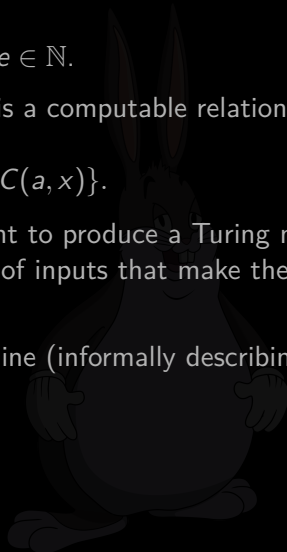 e ∈ ℕ.
is a computable relation
C(a, x)}.
nt to produce a Turing
of inputs that make the
ine (informally describin